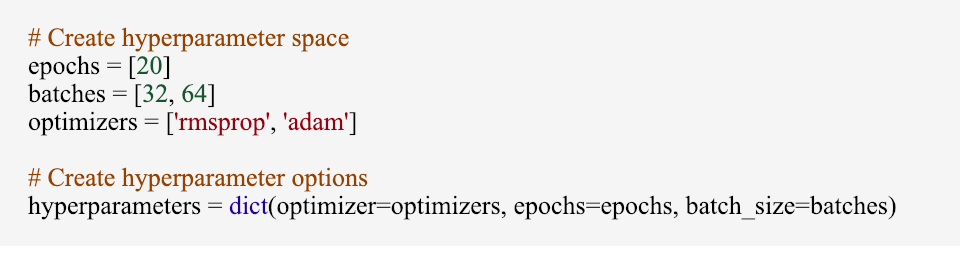 # Create hyperparameter space
epochs = [20]
batches = [32, 64]
optimizers = ['rmsprop', 'adam']
# Create hyperparameter options
hyperparameters = dict(optimizer=optimizers, epochs=epochs, batch_size=batches)